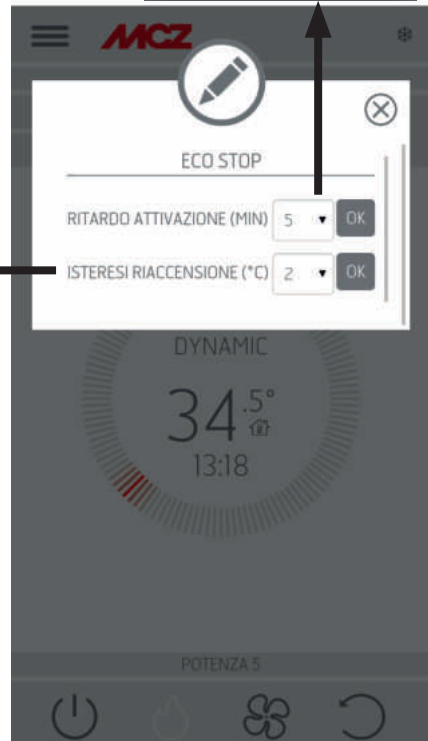 MCZ
ECO STOP
RITARDO ATTIVAZIONE (MIN) 5 OK
ISTERESI RIACCENSIONE (°C) 2 OK
DYNAMIC
34.5°
13:18
POTENZA 5